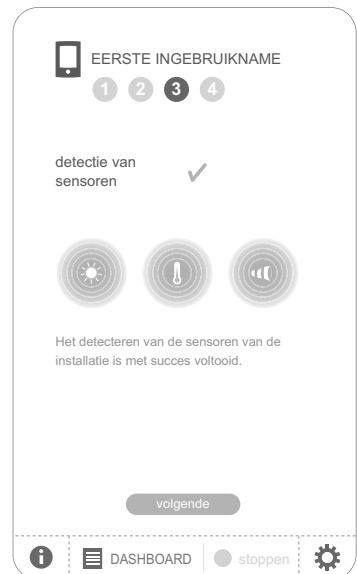 EERSTE INGEBRUIKNAME
1 2 3 4
detectie van
sensoren
Het detecteren van de sensoren van de
installatie is met succes voltooid.
volgende
i DASHBOARD stoppen